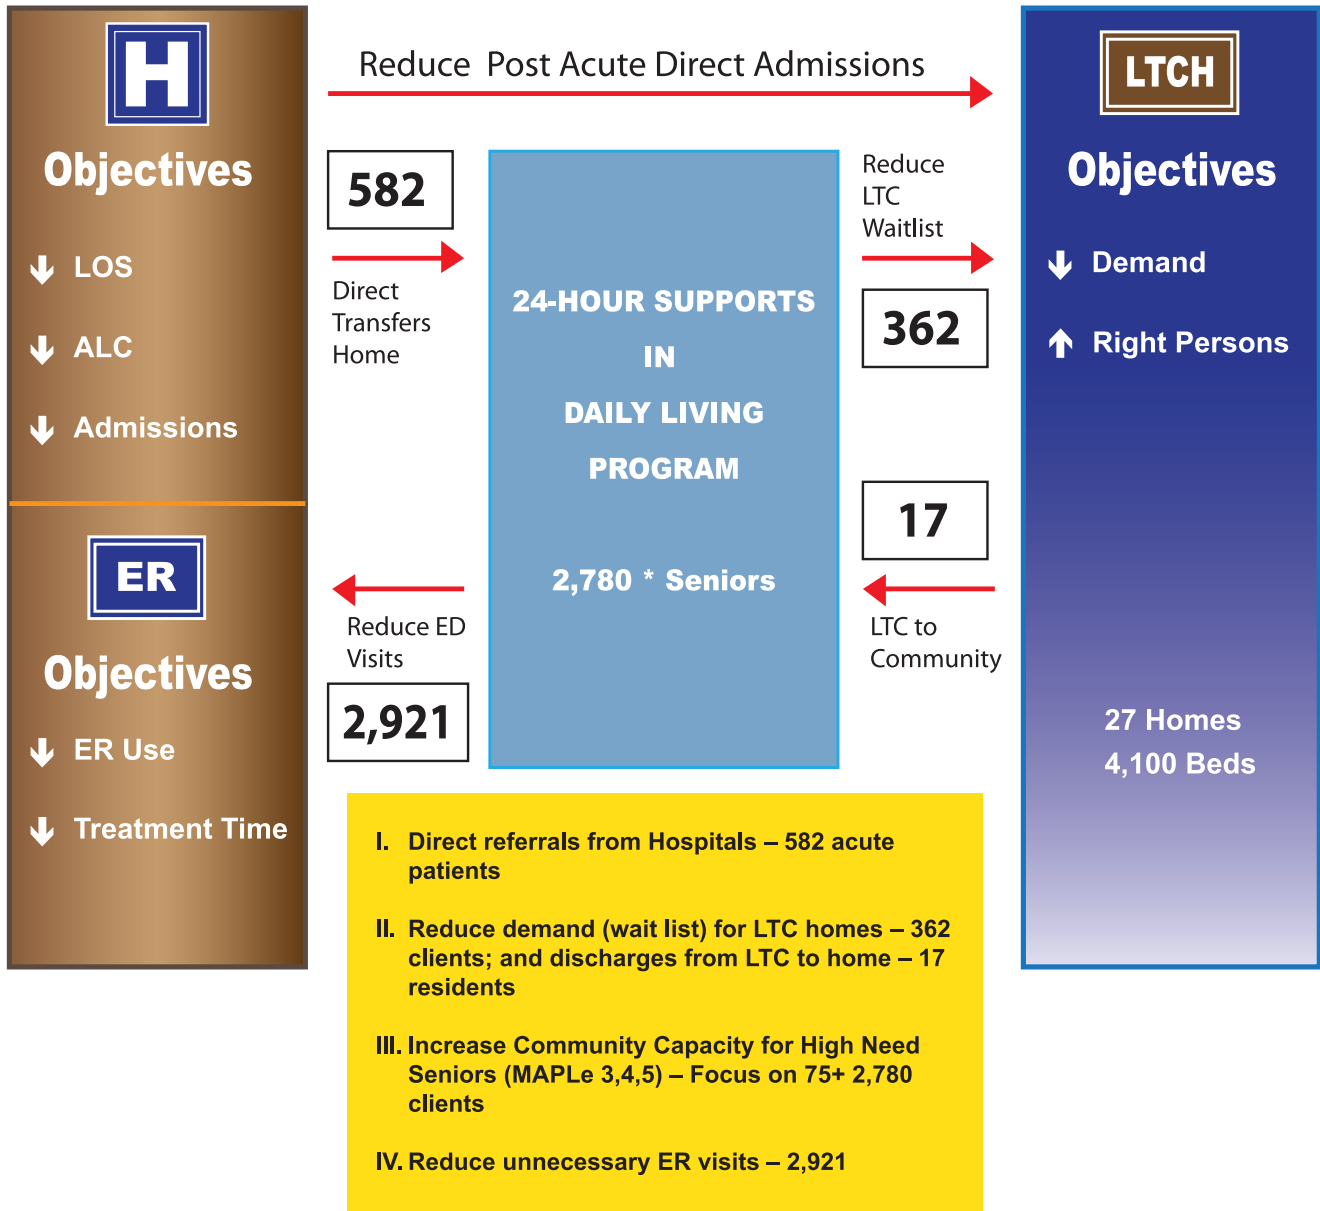 H
Objectives
LOS
ALC
Admissions
ER
Objectives
ER Use
Treatment Time
Reduce Post Acute Direct Admissions
582
Direct
Transfers
Home
Reduce ED
Visits
2,921
24-HOUR SUPPORTS
IN
DAILY LIVING
PROGRAM
2,780 * Seniors
Reduce
LTC
Waitlist
362
17
LTC to
Community
LTCH
Objectives
Demand
Right Persons
27 Homes
4,100 Beds
I. Direct referrals from Hospitals – 582 acute
patients
II. Reduce demand (wait list) for LTC homes – 362
clients; and discharges from LTC to home – 17
residents
III. Increase Community Capacity for High Need
Seniors (MAPLe 3,4,5) – Focus on 75+ 2,780
clients
IV. Reduce unnecessary ER visits – 2,921